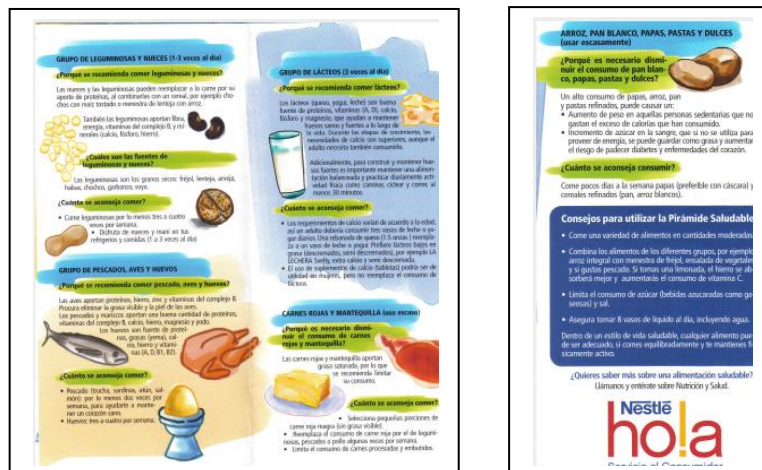 GRUPO DE LEGUMINOSAS Y NUECES (1-3 veces al día)
¿Porqué se recomienda comer leguminosas y nueces?
Las nueces y las leguminosas pueden reemplazar a la carne por su
aporte de proteínas, al combinarlas con un cereal, por ejemplo cho-
chos con maíz tostado o menestra de lenteja con arroz.
También las leguminosas aportan fibra,
energía, vitaminas del complejo B, y mi-
nerales (calcio, fósforo, hierro).
¿Cuáles son las fuentes de
leguminosas y nueces?
Las leguminosas son los granos secos: fréjol, lenteja, arveja,
habas, chochos, garbanzo, soya.
¿Cuánto se aconseja comer?
• Come leguminosas por lo menos tres a cuatro
veces por semana.
• Disfruta de nueces y maní en tus
refrigerios y comidas (1 a 3 veces al día)
GRUPO DE PESCADOS, AVES Y HUEVOS
¿Porqué se recomienda comer pescado, aves y huevos?
Las aves aportan proteínas, hierro, zinc y vitaminas del complejo B.
Procura eliminar la grasa visible y la piel de las aves.
Los pescados y mariscos aportan una buena cantidad de proteínas,
vitaminas del complejo B, calcio, hierro, magnesio y yodo.
Los huevos son fuente de proteí-
nas, grasas (yema), cal-
cio, hierro y vitami-
nas (A, D, B1, B2).
¿Cuánto se aconseja comer?
• Pescado (trucha, sardinas, atún, sal-
món): por lo menos dos veces por
semana, para ayudarte a mante-
ner un corazón sano.
• Huevos: tres a cuatro por semana.
GRUPO DE LÁCTEOS (3 veces al día)
¿Porqué se recomienda comer lácteos?
Los lácteos (queso, yogur, leche) son buena
fuente de proteínas, vitaminas (A, D), calcio,
fósforo y magnesio, que ayudan a mantener
huesos sanos y fuertes a lo largo de
la vida. Durante las etapas de crecimiento, las
necesidades de calcio son superiores, aunque el
adulto necesita también consumirlo.
Adicionalmente, para construir y mantener hue-
sos fuertes es importante mantener una alimen-
tación balanceada y practicar diariamente acti-
vidad física como caminar, ciclear y correr, al
menos 30 minutos.
¿Cuánto se aconseja comer?
• Los requerimientos de calcio varían de acuerdo a la edad,
así un adulto debería consumir tres vasos de leche o yo-
gur diarios. Una rebanada de queso (1.5 onzas) reempla-
za a un vaso de leche o yogur. Prefiere lácteos bajos en
grasa (descremados, semi descremados), por ejemplo LA
LECHERA Svelty, extra calcio y semi descremada.
• El uso de suplementos de calcio (tabletas) podría ser de
utilidad en mujeres, pero no reemplaza el consumo de
lácteos.
CARNES ROJAS Y MANTEQUILLA (uso escaso)
¿Porqué es necesario dismi-
nuir el consumo de carnes
rojas y mantequilla?
Las carnes rojas y mantequilla aportan
grasa saturada, por lo que
se recomienda limitar
su consumo.
¿Cuánto se aconseja comer?
• Selecciona pequeñas porciones de
carne roja magra (sin grasa visible).
• Reemplaza el consumo de carne roja por el de legumi-
nosas, pescados o pollo algunas veces por semana.
• Limita el consumo de carnes procesadas y embutidos.
ARROZ, PAN BLANCO, PAPAS, PASTAS Y DULCES
(usar escasamente)
¿Porqué es necesario dismi-
nuir el consumo de pan blan-
co, papas, pastas y dulces?
Un alto consumo de papas, arroz, pan
y pastas refinados, puede causar un:
• Aumento de peso en aquellas personas sedentarias que no
gastan el exceso de calorías que han consumido.
• Incremento de azúcar en la sangre, que si no se utiliza para
proveer de energía, se puede guardar como grasa y aumentar
el riesgo de padecer diabetes y enfermedades del corazón.
¿Cuánto se aconseja consumir?
Come pocos días a la semana papas (preferible con cáscara) y
cereales refinados (pan, arroz blancos).
Consejos para utilizar la Pirámide Saludable
• Come una variedad de alimentos en cantidades moderadas.
• Combina los alimentos de los diferentes grupos, por ejemplo
arroz integral con menestra de fréjol, ensalada de vegetales
y si gustas pescado. Si tomas una limonada, el hierro se ab-
sorberá mejor y aumentarás el consumo de vitamina C.
• Limita el consumo de azúcar (bebidas azucaradas como ga-
seosas) y sal.
• Asegura tomar 8 vasos de líquido al día, incluyendo agua.
Dentro de un estilo de vida saludable, cualquier alimento pue-
de ser adecuado, si comes equilibradamente y te mantienes fí-
sicamente activo.
¿Quieres saber más sobre una alimentación saludable?
Llámanos y entérate sobre Nutrición y Salud.
Nestlé
hola
Servicio al Consumidor